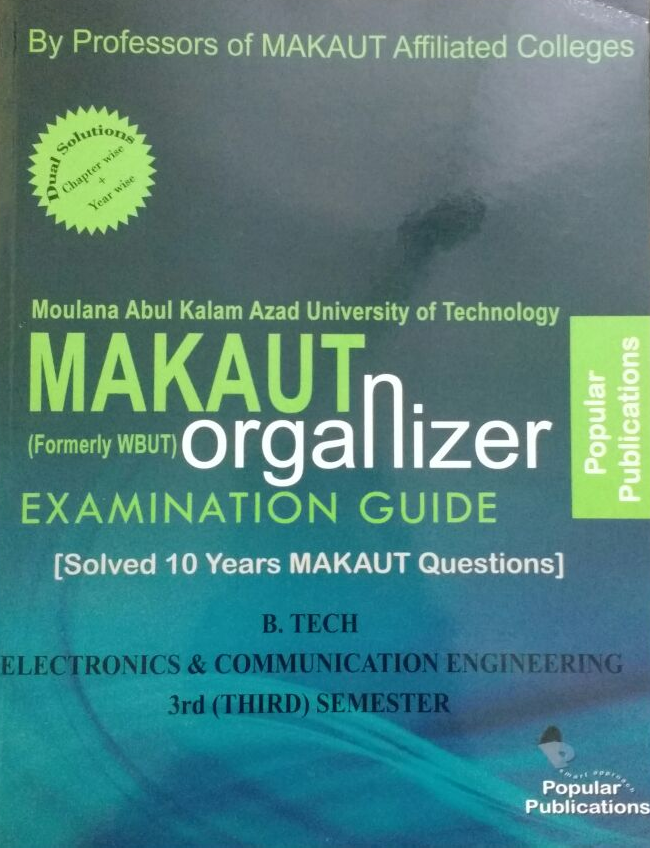 By Professors of MAKAUT Affiliated Colleges
Dual Solutions
Chapter wise
+
Year wise
Moulana Abul Kalam Azad University of Technology
MAKAUT
(Formerly WBUT) organizer
Popular
Publications
EXAMINATION GUIDE
[Solved 10 Years MAKAUT Questions]
B. TECH
ELECTRONICS & COMMUNICATION ENGINEERING
3rd (THIRD) SEMESTER
smart approach
Popular
Publications